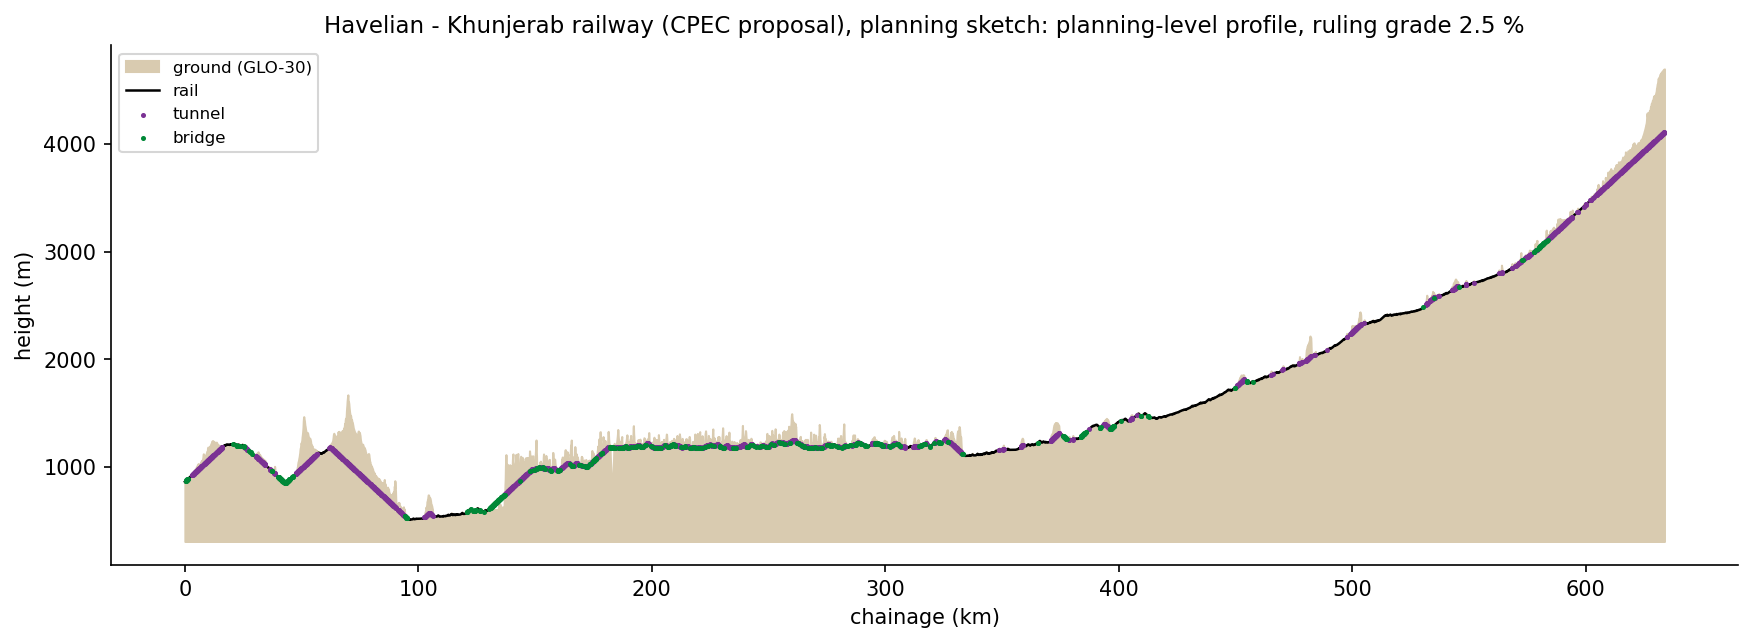 Havelian - Khunjerab railway (CPEC proposal), planning sketch: planning-level profile, ruling grade 2.5 %
ground (GLO-30)
rail
tunnel
bridge
height (m)
4000
3000
2000
1000
0 100 200 300 400 500 600
chainage (km)